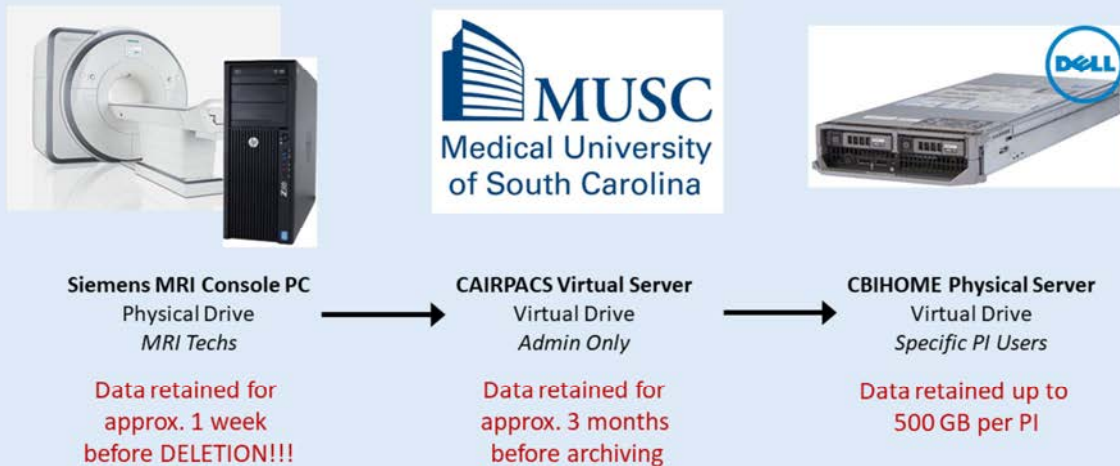 MUSC
Medical University
of South Carolina
DELL
Siemens MRI Console PC
Physical Drive
MRI Techs
Data retained for
approx. 1 week
before DELETION!!!
CAIRPACS Virtual Server
Virtual Drive
Admin Only
Data retained for
approx. 3 months
before archiving
CBIHOME Physical Server
Virtual Drive
Specific PI Users
Data retained up to
500 GB per PI